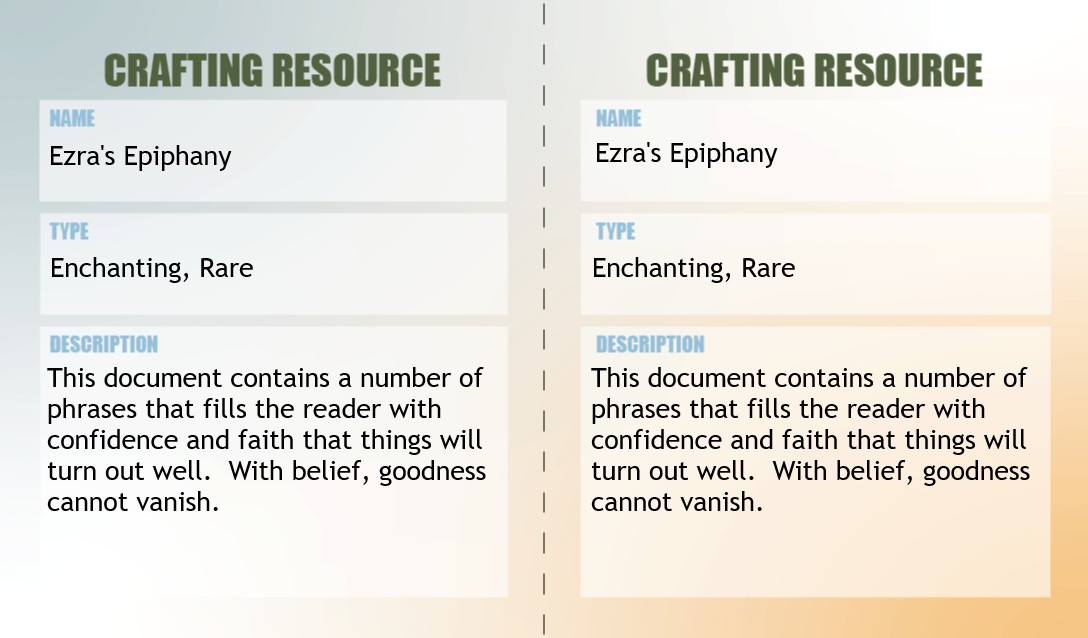 CRAFTING RESOURCE
NAME
Ezra's Epiphany
TYPE
Enchanting, Rare
DESCRIPTION
This document contains a number of
phrases that fills the reader with
confidence and faith that things will
turn out well.  With belief, goodness
cannot vanish.
CRAFTING RESOURCE
NAME
Ezra's Epiphany
TYPE
Enchanting, Rare
DESCRIPTION
This document contains a number of
phrases that fills the reader with
confidence and faith that things will
turn out well.  With belief, goodness
cannot vanish.